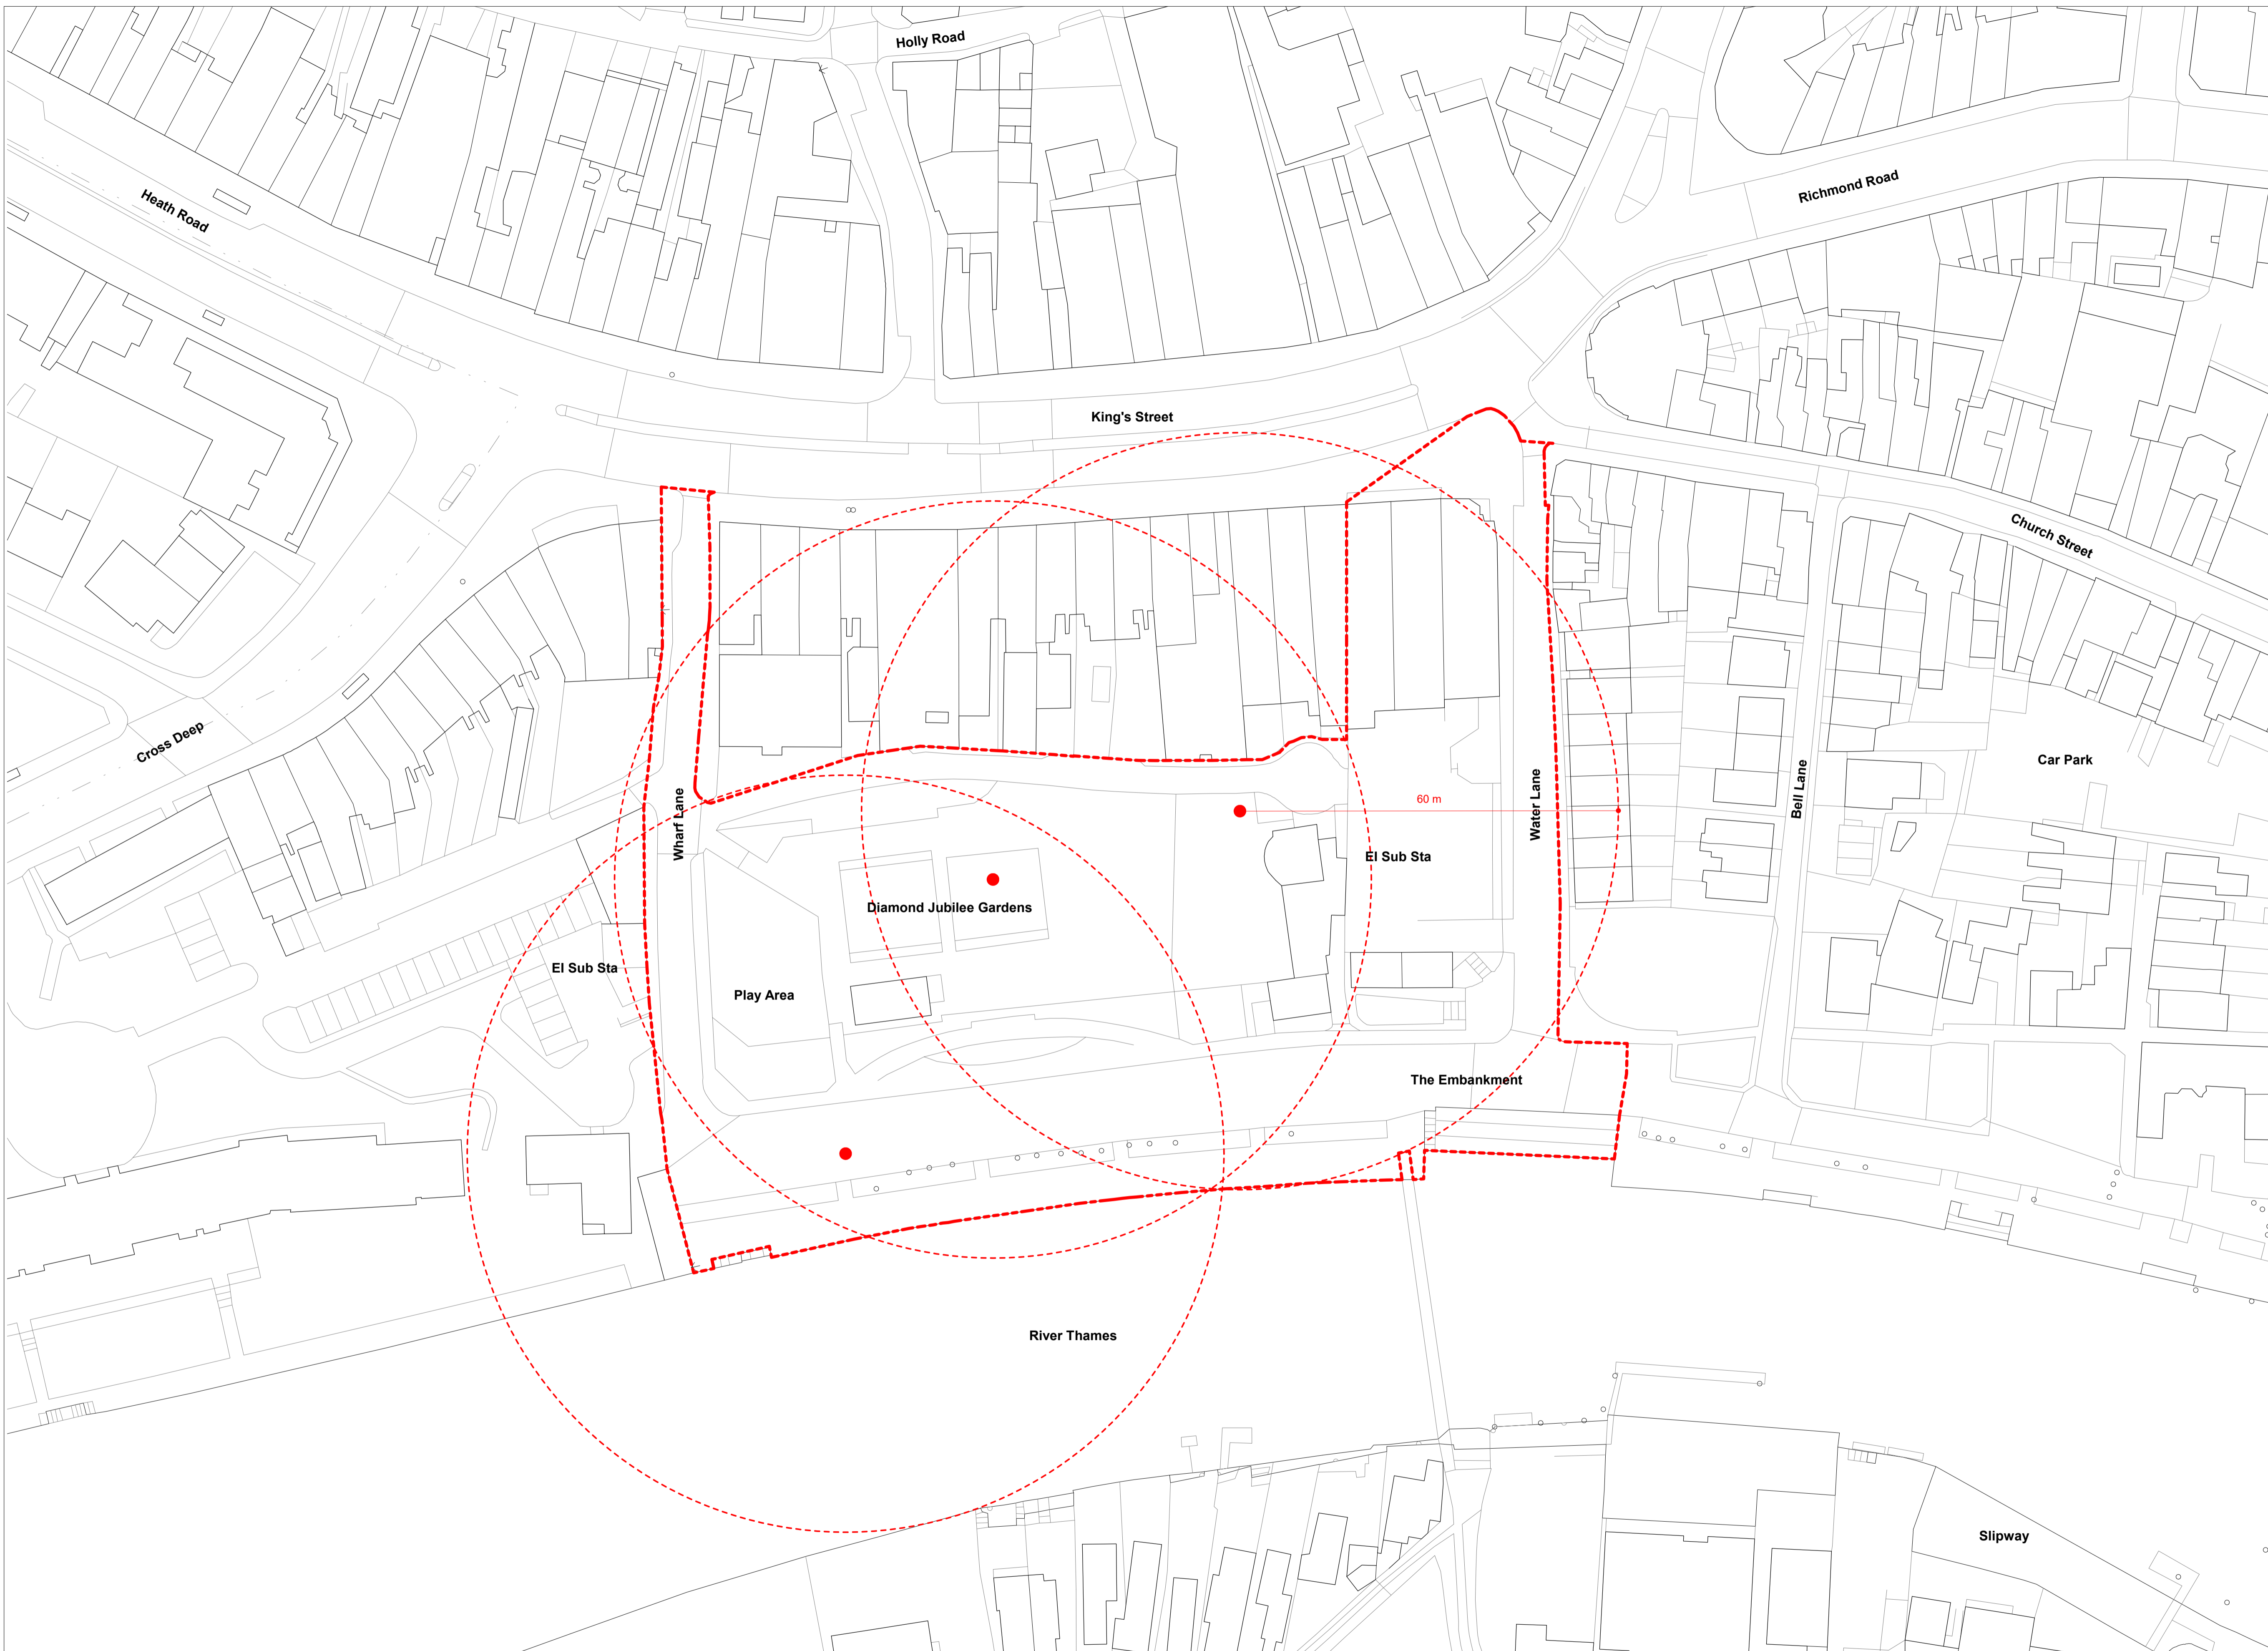 Holly Road
Heath Road
Richmond Road
King's Street
Church Street
Cross Deep
Wharf Lane
Water Lane
Bell Lane
Car Park
60 m
El Sub Sta
Diamond Jubilee Gardens
El Sub Sta
Play Area
The Embankment
River Thames
Slipway